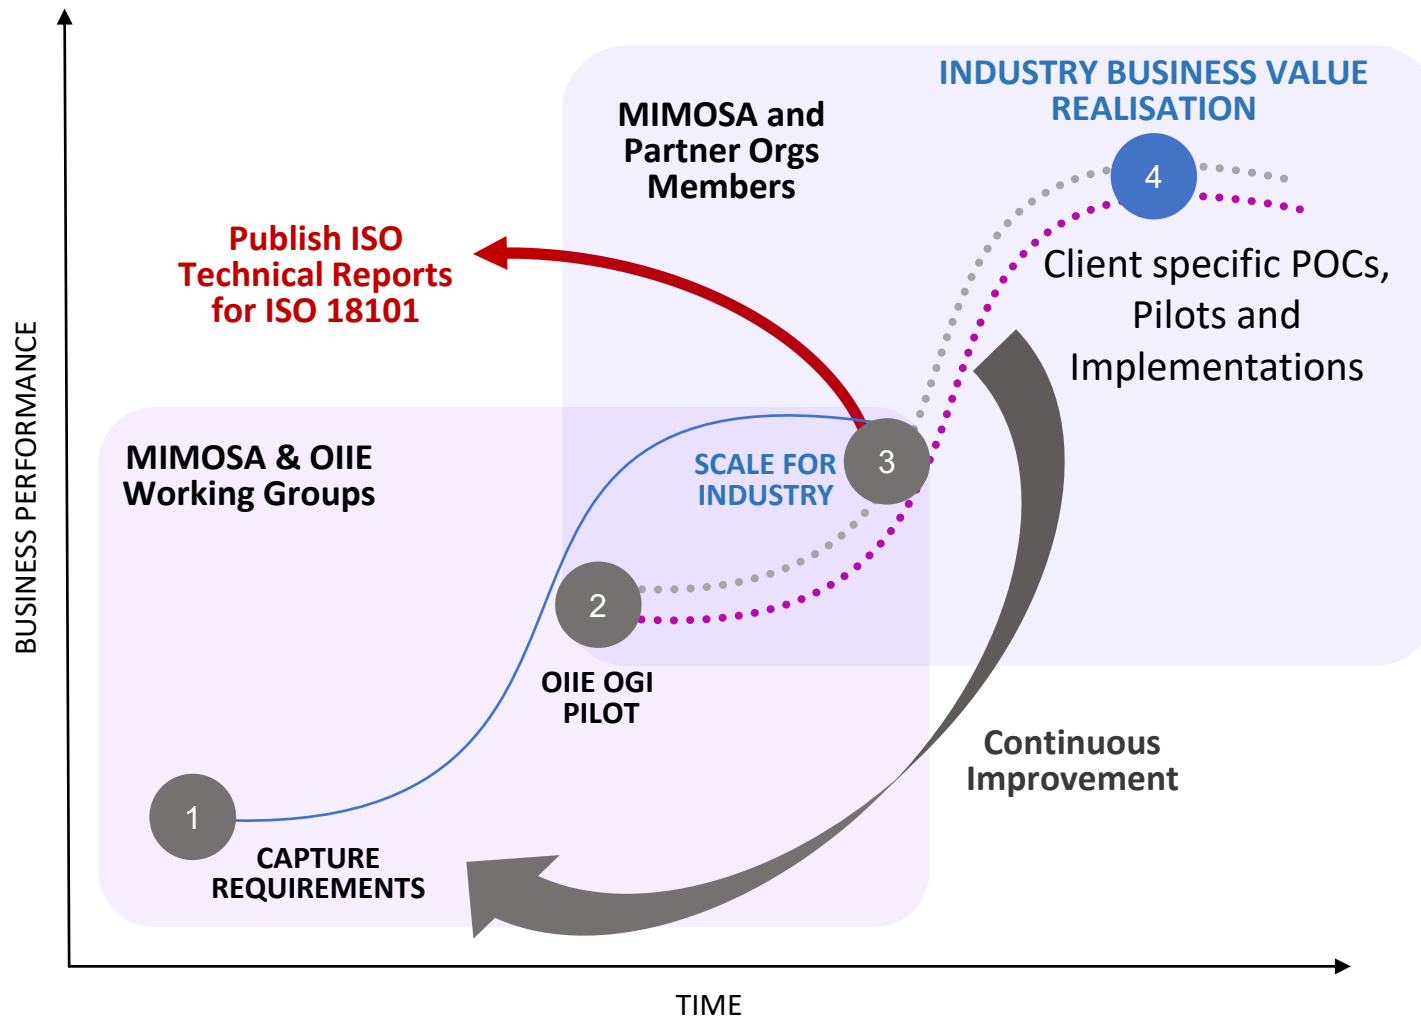 INDUSTRY BUSINESS VALUE
REALISATION
MIMOSA and
Partner Orgs
Members
4
Publish ISO
Technical Reports
for ISO 18101
Client specific POCs,
Pilots and
Implementations
BUSINESS PERFORMANCE
MIMOSA & OIIE
Working Groups
SCALE FOR
INDUSTRY
3
2
OIIE OGI
PILOT
Continuous
Improvement
1
CAPTURE
REQUIREMENTS
TIME